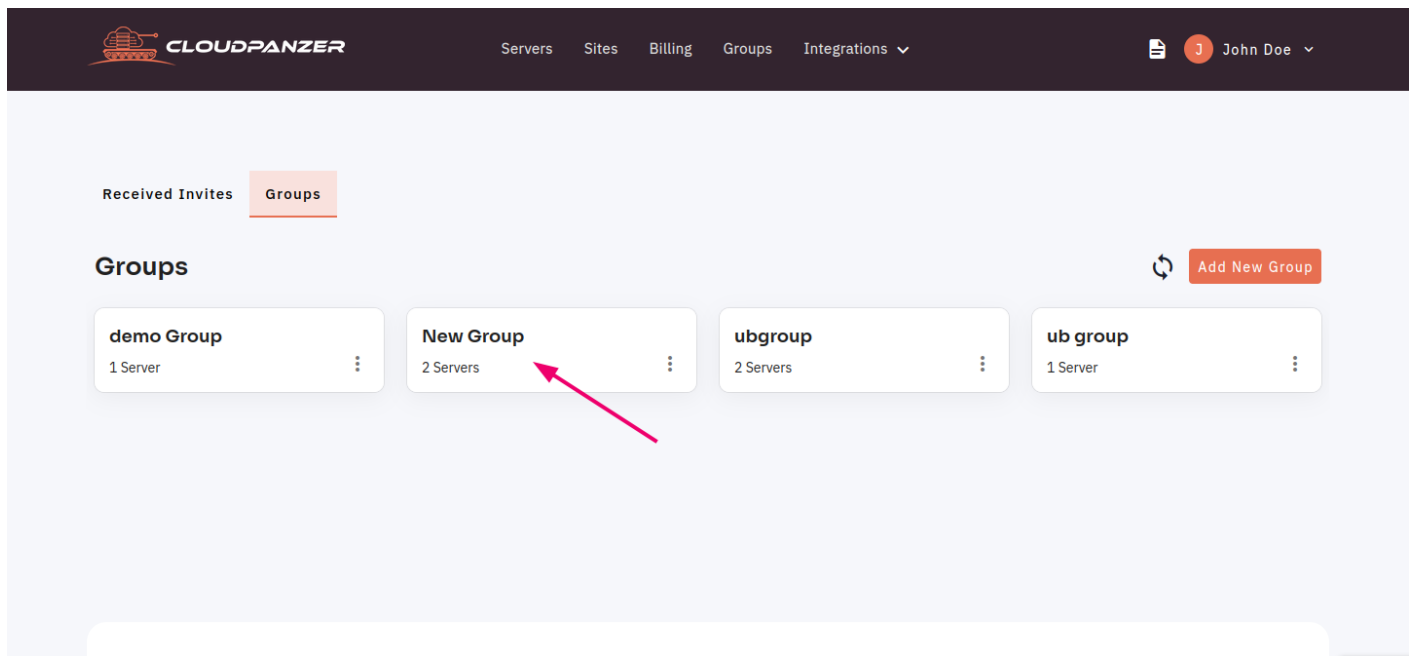 CLOUDPANZER Servers Sites Billing Groups Integrations J John Doe
Received Invites Groups
Groups Add New Group
demo Group New Group ubgroup ub group
1 Server 2 Servers 2 Servers 1 Server